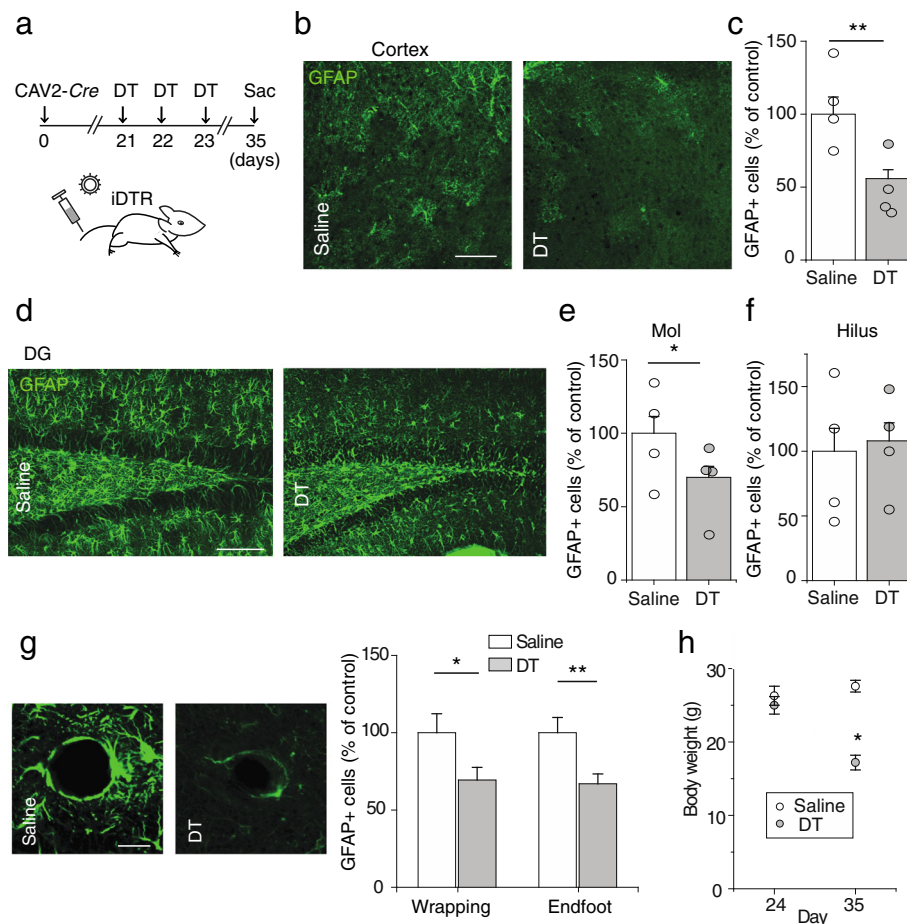 a
CAV2-Cre DT DT DT Sac
0 21 22 23 35
(days)
iDTR
b
Cortex
GFAP
Saline
DT
c
**
GFAP+ cells (% of control)
150
100
50
0
Saline DT
d
DG
GFAP
Saline
DT
e
Mol
*
GFAP+ cells (% of control)
150
100
50
0
Saline DT
f
Hilus
GFAP+ cells (% of control)
150
100
50
0
Saline DT
g
Saline
DT
Saline
DT
* **
GFAP+ cells (% of control)
150
100
50
0
Wrapping Endfoot
h
Body weight (g)
30
20
10
0
*
Saline
DT
24 35
Day